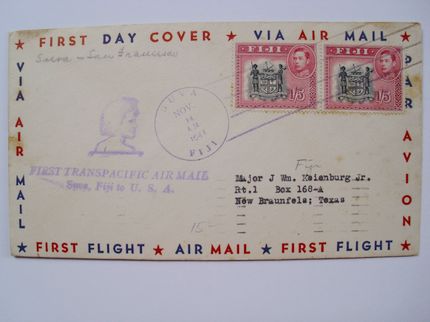 ★ FIRST DAY COVER ★ VIA AIR MAIL ★
Suva – San Francisco
FIJI FIJI
1/5 1/5
VIA AIR MAIL
PAR AVION
SUVA
NOV.
1941
FIJI
FIRST TRANSPACIFIC AIR MAIL
Suva, Fiji to U. S. A.
Fiji
Major J Wm. Keienburg Jr.
Rt.1 Box 168-A
New Braunfels; Texas
15-
★ FIRST FLIGHT ★ AIR MAIL ★ FIRST FLIGHT ★